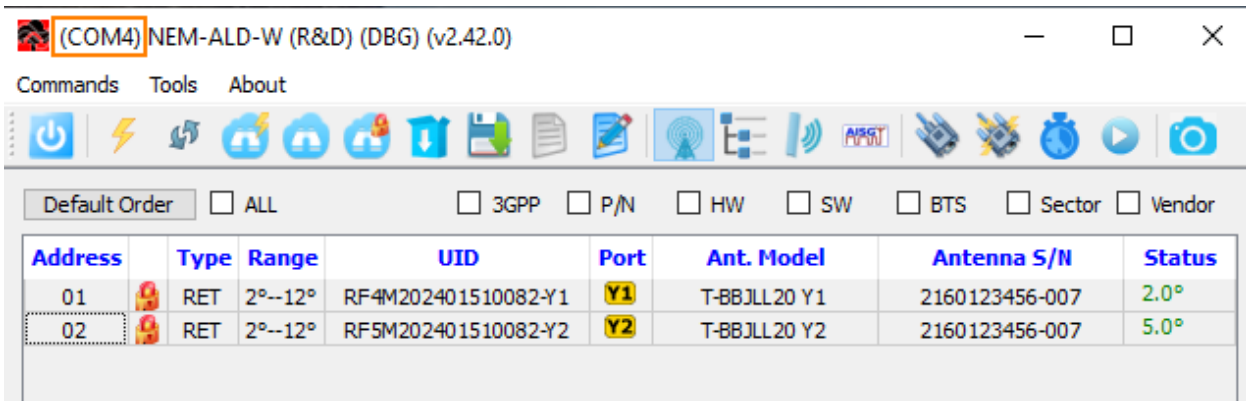 (COM4) NEM-ALD-W (R&D) (DBG) (v2.42.0)
Commands Tools About
AISGT
Default Order ALL 3GPP P/N HW SW BTS Sector Vendor
Address Type Range UID Port Ant. Model Antenna S/N Status
01 RET 2°--12° RF4M202401510082-Y1 Y1 T-BBJLL20 Y1 2160123456-007 2.0°
02 RET 2°--12° RF5M202401510082-Y2 Y2 T-BBJLL20 Y2 2160123456-007 5.0°